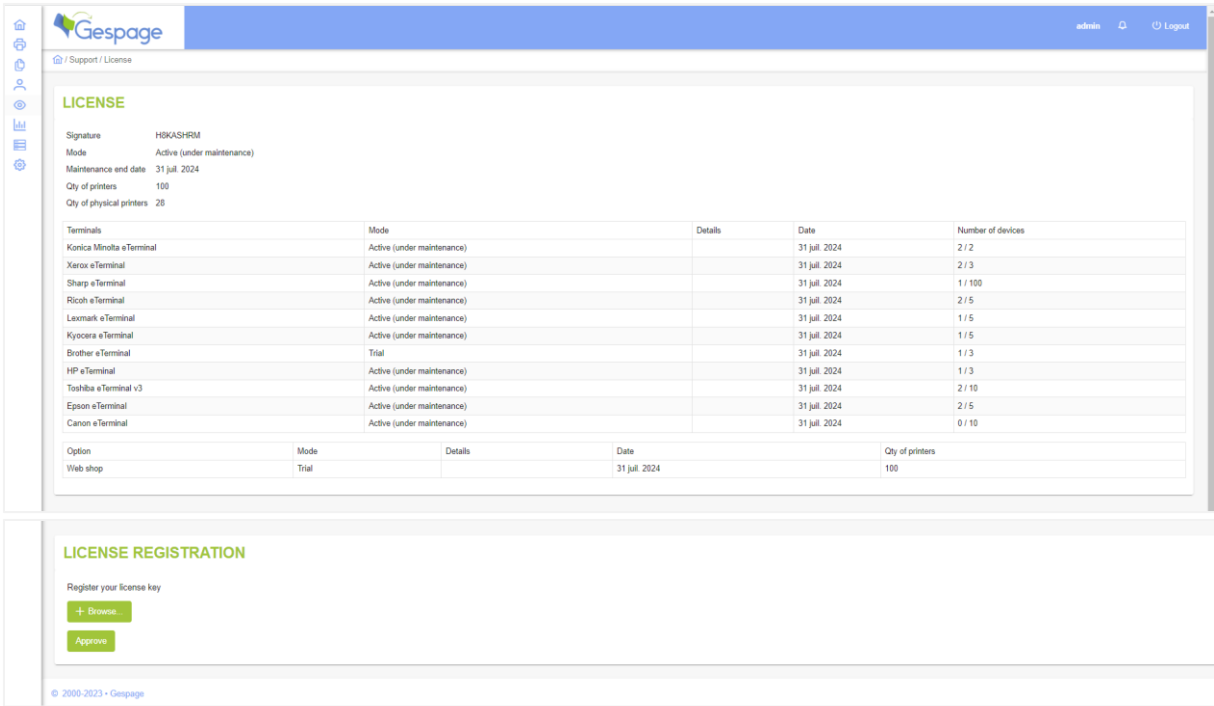 Gespage
admin Logout
/ Support / License
LICENSE
Signature H8KASHRM
Mode Active (under maintenance)
Maintenance end date 31 juil. 2024
Qty of printers 100
Qty of physical printers 28
Terminals Mode Details Date Number of devices
Konica Minolta eTerminal Active (under maintenance) 31 juil. 2024 2 / 2
Xerox eTerminal Active (under maintenance) 31 juil. 2024 2 / 3
Sharp eTerminal Active (under maintenance) 31 juil. 2024 1 / 100
Ricoh eTerminal Active (under maintenance) 31 juil. 2024 2 / 5
Lexmark eTerminal Active (under maintenance) 31 juil. 2024 1 / 5
Kyocera eTerminal Active (under maintenance) 31 juil. 2024 1 / 5
Brother eTerminal Trial 31 juil. 2024 1 / 3
HP eTerminal Active (under maintenance) 31 juil. 2024 1 / 3
Toshiba eTerminal v3 Active (under maintenance) 31 juil. 2024 2 / 10
Epson eTerminal Active (under maintenance) 31 juil. 2024 2 / 5
Canon eTerminal Active (under maintenance) 31 juil. 2024 0 / 10
Option Mode Details Date Qty of printers
Web shop Trial 31 juil. 2024 100
LICENSE REGISTRATION
Register your license key
+ Browse...
Approve
© 2000-2023 • Gespage